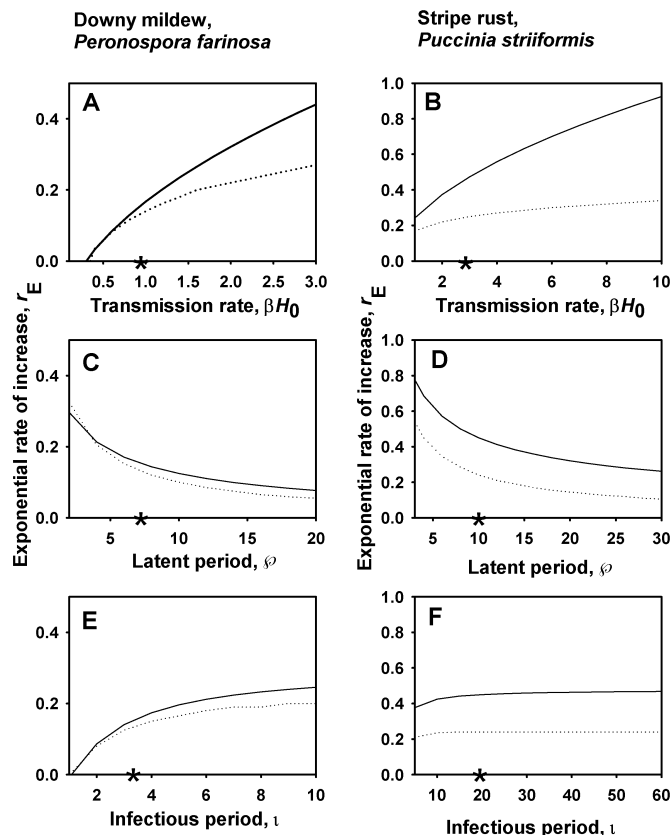 Downy mildew,
Peronospora farinosa
Stripe rust,
Puccinia striiformis
Exponential rate of increase, rE
A
0.4
0.2
0.0
0.5 1.0 1.5 2.0 2.5 3.0
*
Transmission rate, βH0
Exponential rate of increase, rE
B
1.0
0.8
0.6
0.4
0.2
0.0
2 4 6 8 10
*
Transmission rate, βH0
C
0.4
0.2
0.0
5 10 15 20
*
Latent period, ℘
D
1.0
0.8
0.6
0.4
0.2
0.0
5 10 15 20 25 30
*
Latent period, ℘
E
0.4
0.2
0.0
2 4 6 8 10
*
Infectious period, ι
F
1.0
0.8
0.6
0.4
0.2
0.0
10 20 30 40 50 60
*
Infectious period, ι